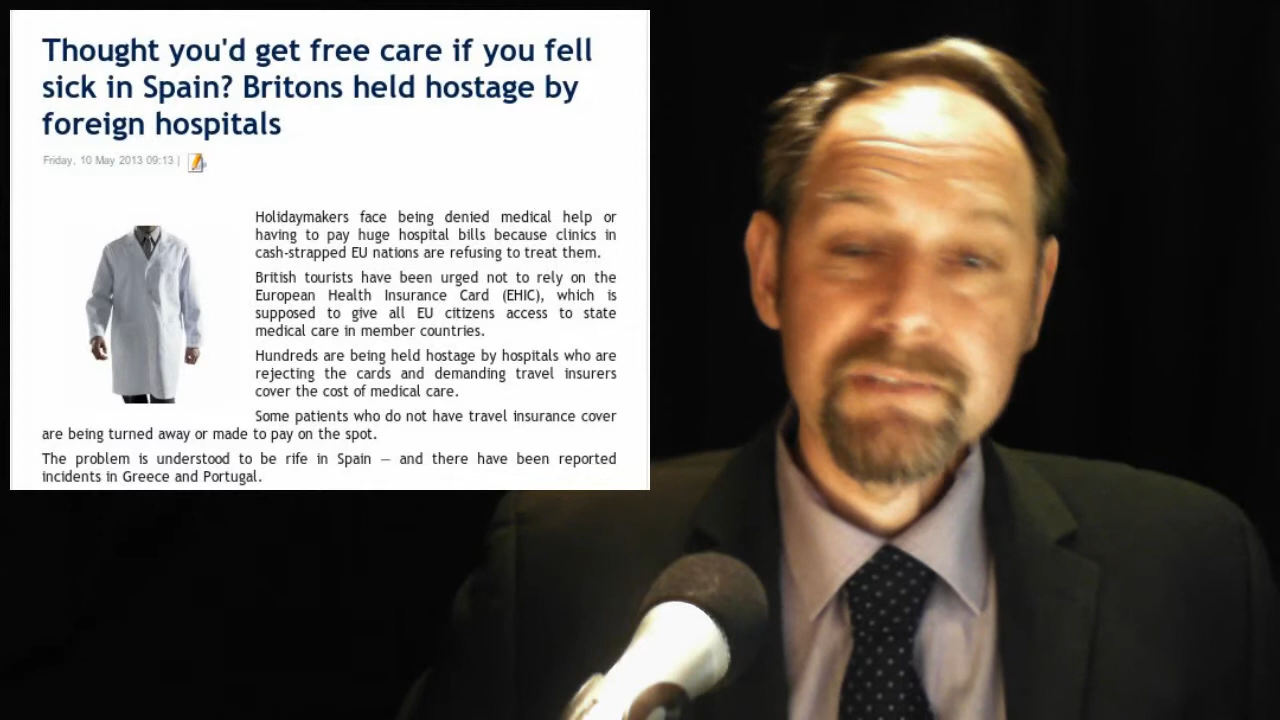 Thought you'd get free care if you fell
sick in Spain? Britons held hostage by
foreign hospitals
Friday, 10 May 2013 09:13 |
Holidaymakers face being denied medical help or
having to pay huge hospital bills because clinics in
cash-strapped EU nations are refusing to treat them.
British tourists have been urged not to rely on the
European Health Insurance Card (EHIC), which is
supposed to give all EU citizens access to state
medical care in member countries.
Hundreds are being held hostage by hospitals who are
rejecting the cards and demanding travel insurers
cover the cost of medical care.
Some patients who do not have travel insurance cover
are being turned away or made to pay on the spot.
The problem is understood to be rife in Spain — and there have been reported
incidents in Greece and Portugal.